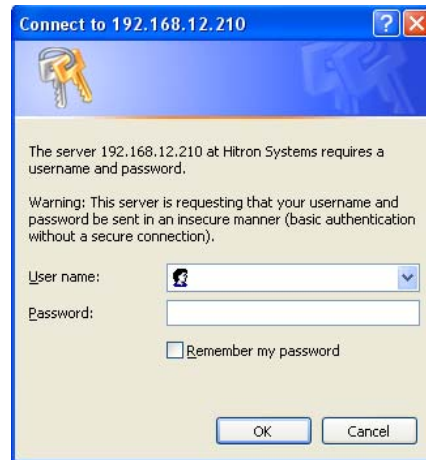 Connect to 192.168.12.210
The server 192.168.12.210 at Hitron Systems requires a
username and password.
Warning: This server is requesting that your username and
password be sent in an insecure manner (basic authentication
without a secure connection).
User name:
Password:
Remember my password
OK Cancel